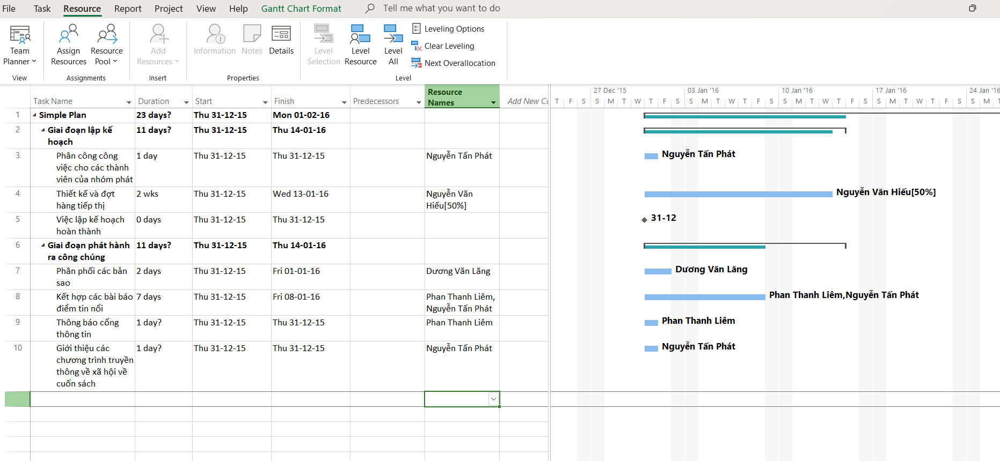 File Task Resource Report Project View Help Gantt Chart Format Tell me what you want to do
Team Planner
Assign Resources
Resource Pool
Add Resources
Information
Notes
Details
Level Selection
Level Resource
Level All
Leveling Options
Clear Leveling
Next Overallocation
View Assignments Insert Properties Level
Task Name Duration Start Finish Predecessors Resource Names Add New Co
27 Dec '15 03 Jan '16 10 Jan '16 17 Jan '16 24 Jan '16
T F S S M T W T F S S M T W T F S S M T W T F S S M T W T F S S M T
1 Simple Plan 23 days? Thu 31-12-15 Mon 01-02-16
2 Giai đoạn lập kế 11 days? Thu 31-12-15 Thu 14-01-16
hoạch
3 Phân công công 1 day Thu 31-12-15 Thu 31-12-15 Nguyễn Tấn Phát Nguyễn Tấn Phát
việc cho các thành
viên của nhóm phát
4 Thiết kế và đợt 2 wks Thu 31-12-15 Wed 13-01-16 Nguyễn Văn Nguyễn Văn Hiếu[50%]
hàng tiếp thị Hiếu[50%]
5 Việc lập kế hoạch 0 days Thu 31-12-15 Thu 31-12-15 31-12
hoàn thành
6 Giai đoạn phát hành 11 days? Thu 31-12-15 Thu 14-01-16
ra công chúng
7 Phân phối các bản 2 days Thu 31-12-15 Fri 01-01-16 Dương Văn Lăng Dương Văn Lăng
sao
8 Kết hợp các bài báo 7 days Thu 31-12-15 Fri 08-01-16 Phan Thanh Liêm, Phan Thanh Liêm,Nguyễn Tấn Phát
điểm tin nổi Nguyễn Tấn Phát
9 Thông báo cổng 1 day? Thu 31-12-15 Thu 31-12-15 Phan Thanh Liêm Phan Thanh Liêm
thông tin
10 Giới thiệu các 1 day? Thu 31-12-15 Thu 31-12-15 Nguyễn Tấn Phát Nguyễn Tấn Phát
chương trình truyền
thông về xã hội về
cuốn sách